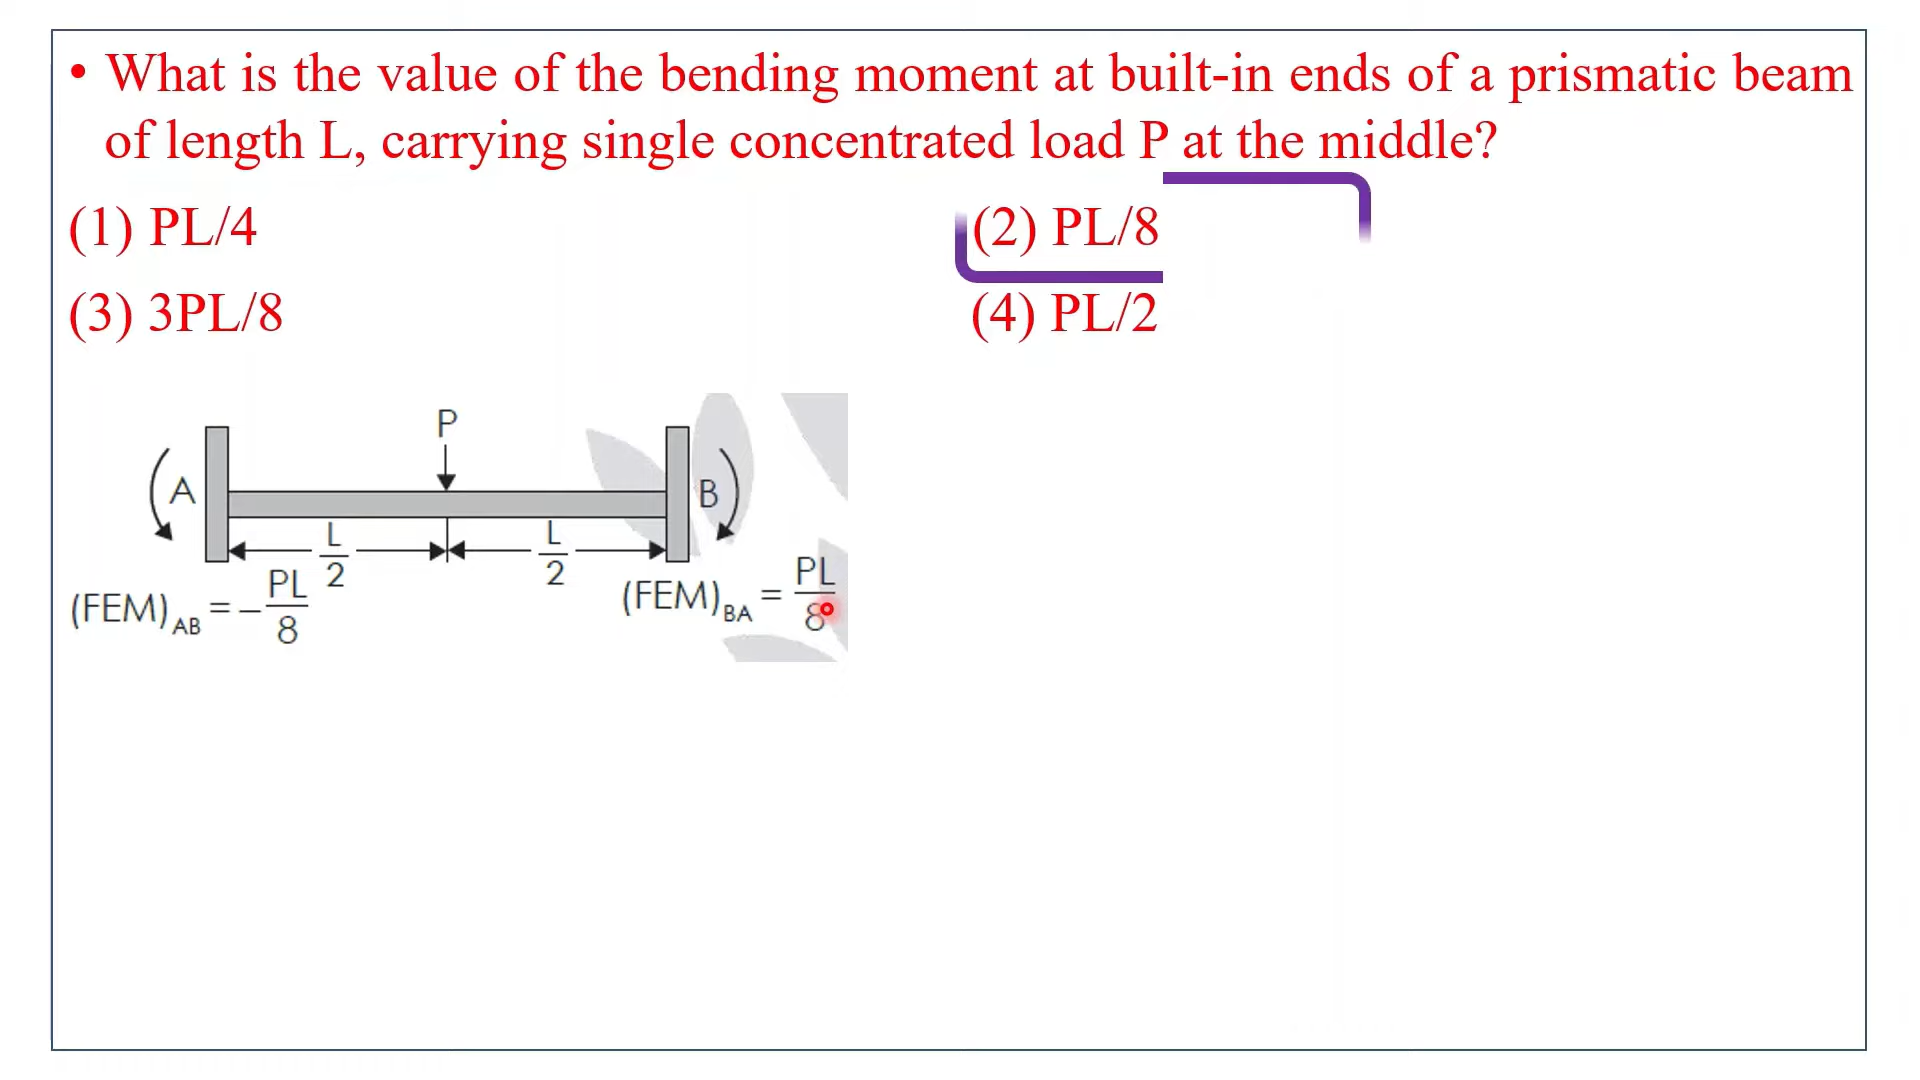 • What is the value of the bending moment at built-in ends of a prismatic beam
of length L, carrying single concentrated load P at the middle?
(1) PL/4
(2) PL/8
(3) 3PL/8
(4) PL/2
P
A
B
L/2
L/2
(FEM)AB = – PL/8
(FEM)BA = PL/8